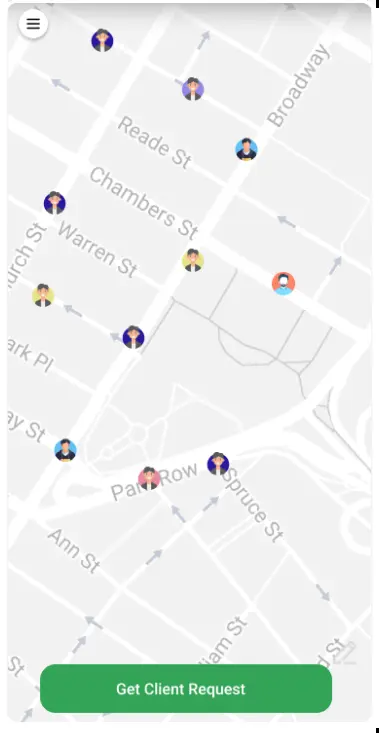 Broadway
Reade St
Chambers St
Warren St
urch St
ark Pl
ay St
Park Row
Spruce St
Ann St
liam St
d St
St
Get Client Request